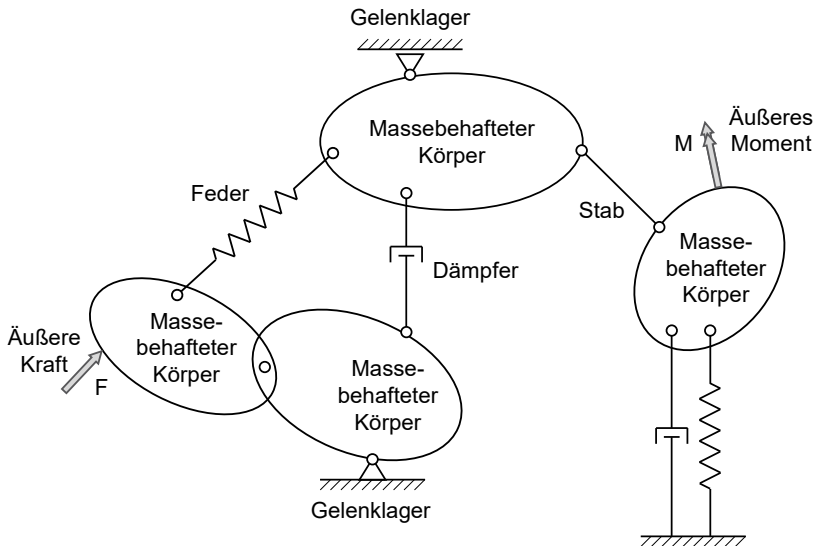 Gelenklager
Massebehafteter
Körper
Äußeres
M Moment
Feder
Stab
Masse-
behafteter
Körper
Dämpfer
Masse-
behafteter
Körper
Äußere
Kraft
F
Masse-
behafteter
Körper
Gelenklager